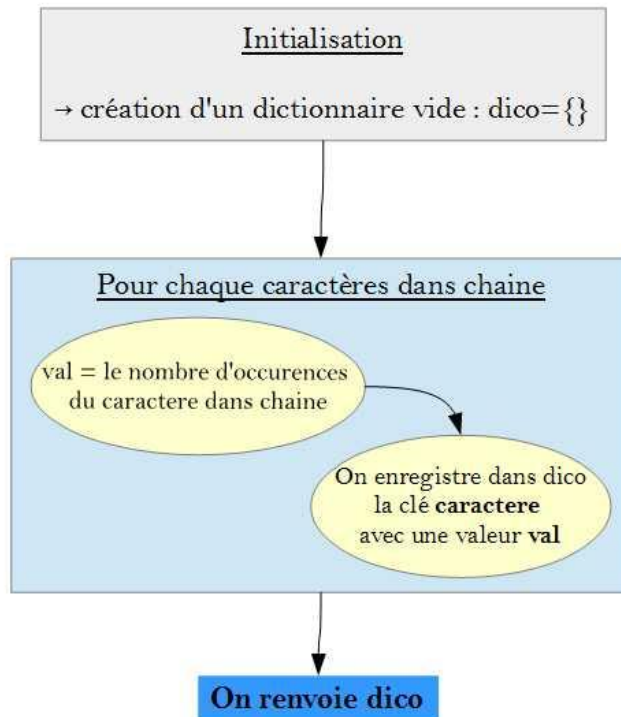 Initialisation
→ création d'un dictionnaire vide : dico={}
Pour chaque caractères dans chaine
val = le nombre d'occurences
du caractere dans chaine
On enregistre dans dico
la clé caractere
avec une valeur val
On renvoie dico